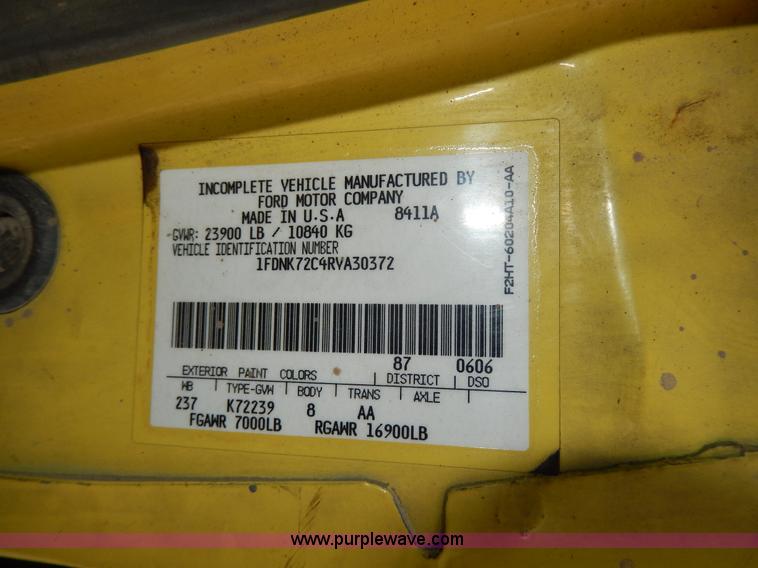 INCOMPLETE VEHICLE MANUFACTURED BY
FORD MOTOR COMPANY
MADE IN U.S.A 8411A
GVWR: 23900 LB / 10840 KG
VEHICLE IDENTIFICATION NUMBER
1FDNK72C4RVA30372
F2HT-60204A10-AA
87 0606
EXTERIOR PAINT COLORS DISTRICT DSO
WB TYPE-GVW BODY TRANS AXLE
237 K72239 8 AA
FGAWR 7000LB RGAWR 16900LB
www.purplewave.com